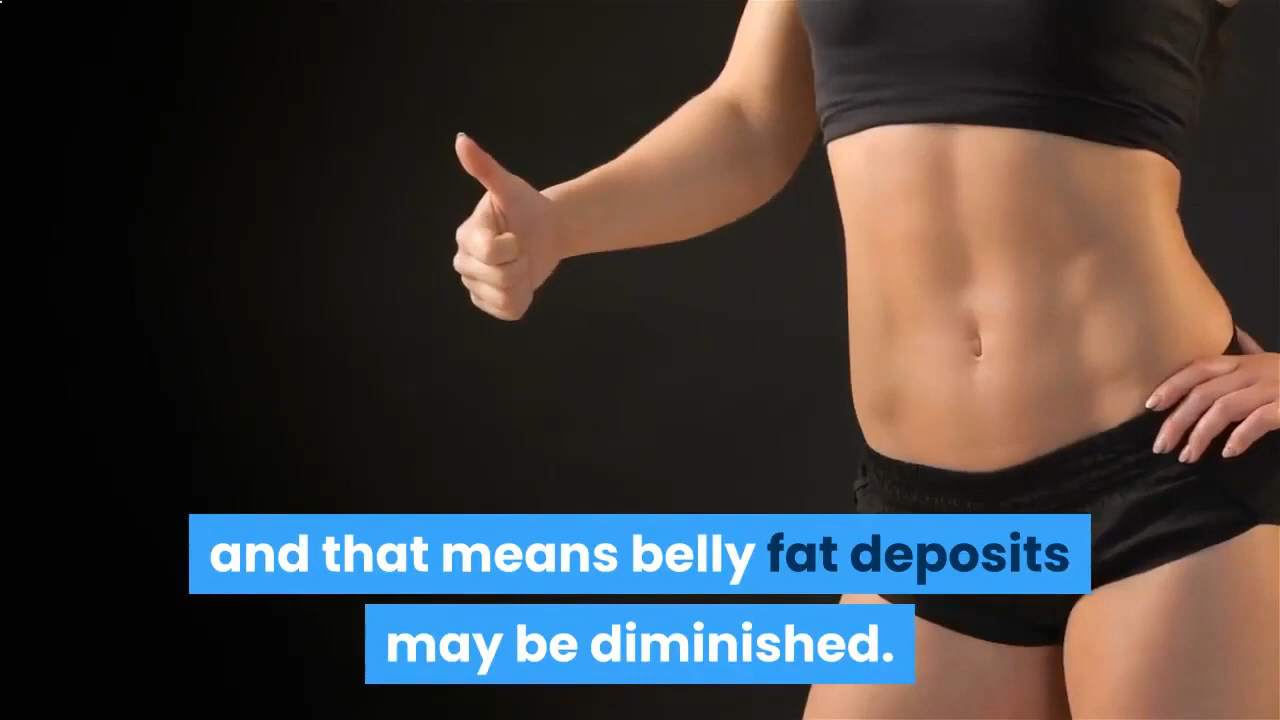 and that means belly fat deposits
may be diminished.